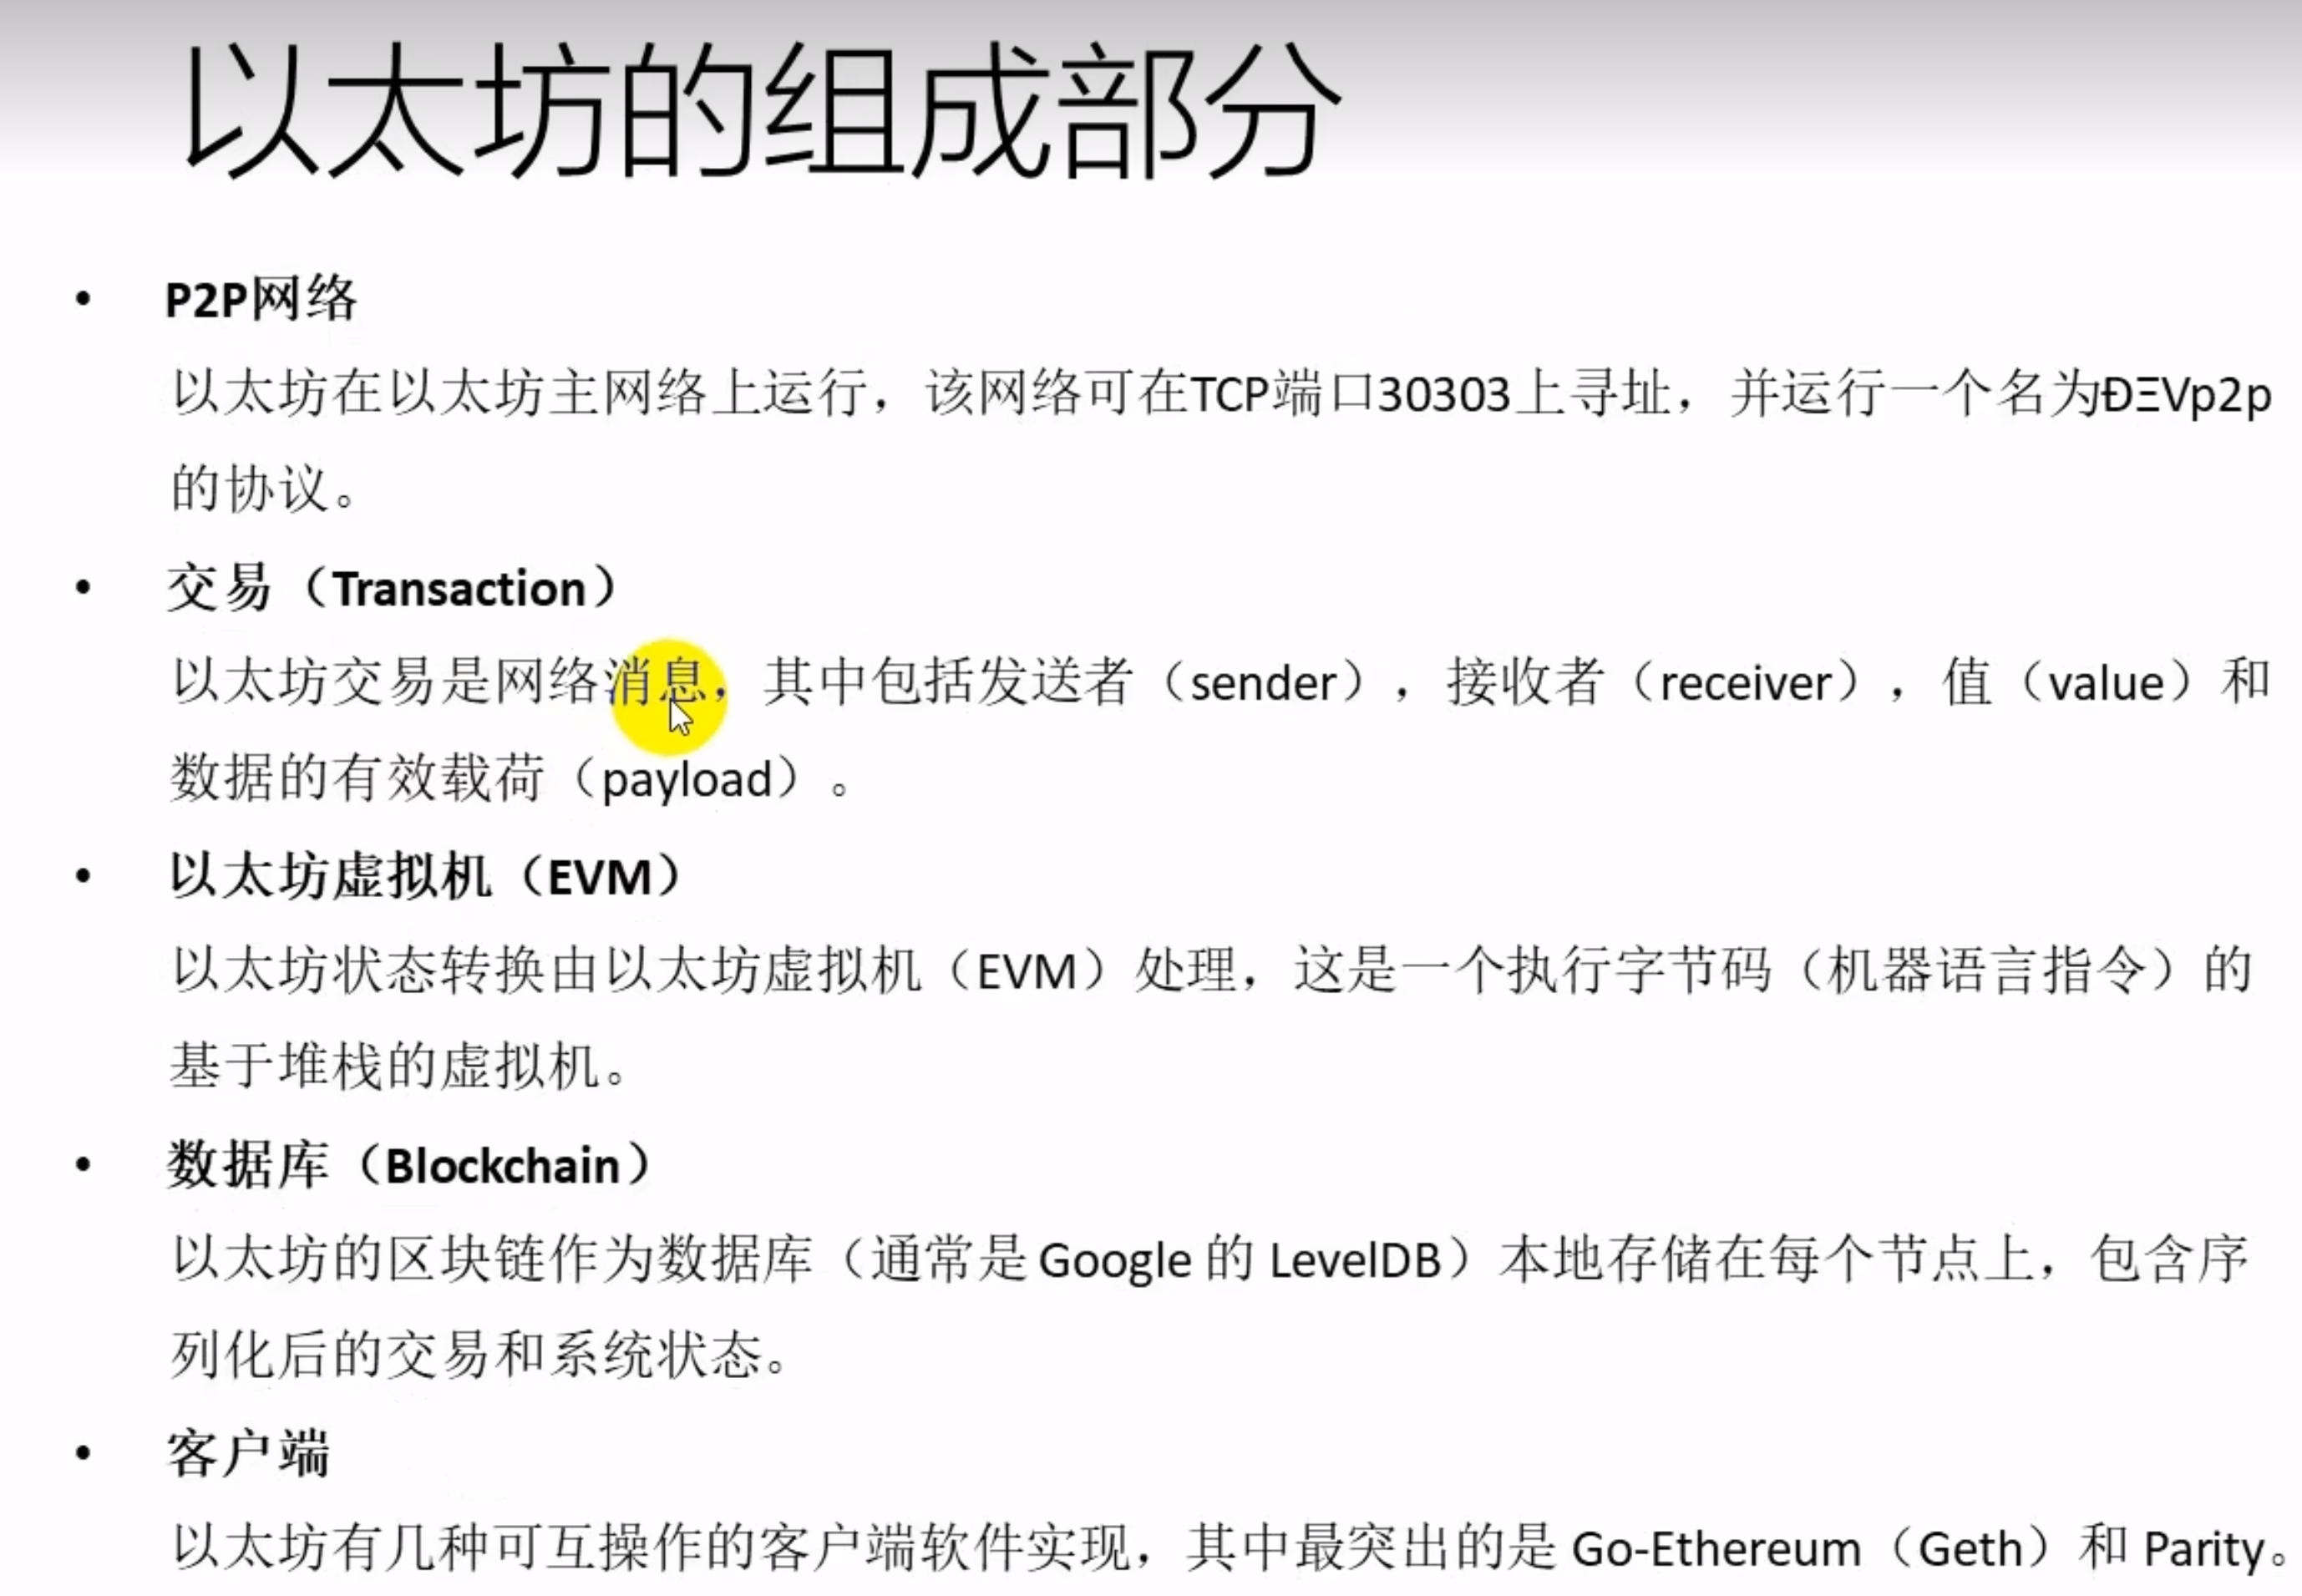 以太坊的组成部分
• P2P网络
以太坊在以太坊主网络上运行，该网络可在TCP端口30303上寻址，并运行一个名为ÐΞVp2p
的协议。
• 交易（Transaction）
以太坊交易是网络消息，其中包括发送者（sender），接收者（receiver），值（value）和
数据的有效载荷（payload）。
• 以太坊虚拟机（EVM）
以太坊状态转换由以太坊虚拟机（EVM）处理，这是一个执行字节码（机器语言指令）的
基于堆栈的虚拟机。
• 数据库（Blockchain）
以太坊的区块链作为数据库（通常是 Google 的 LevelDB）本地存储在每个节点上，包含序
列化后的交易和系统状态。
• 客户端
以太坊有几种可互操作的客户端软件实现，其中最突出的是 Go-Ethereum（Geth）和 Parity。